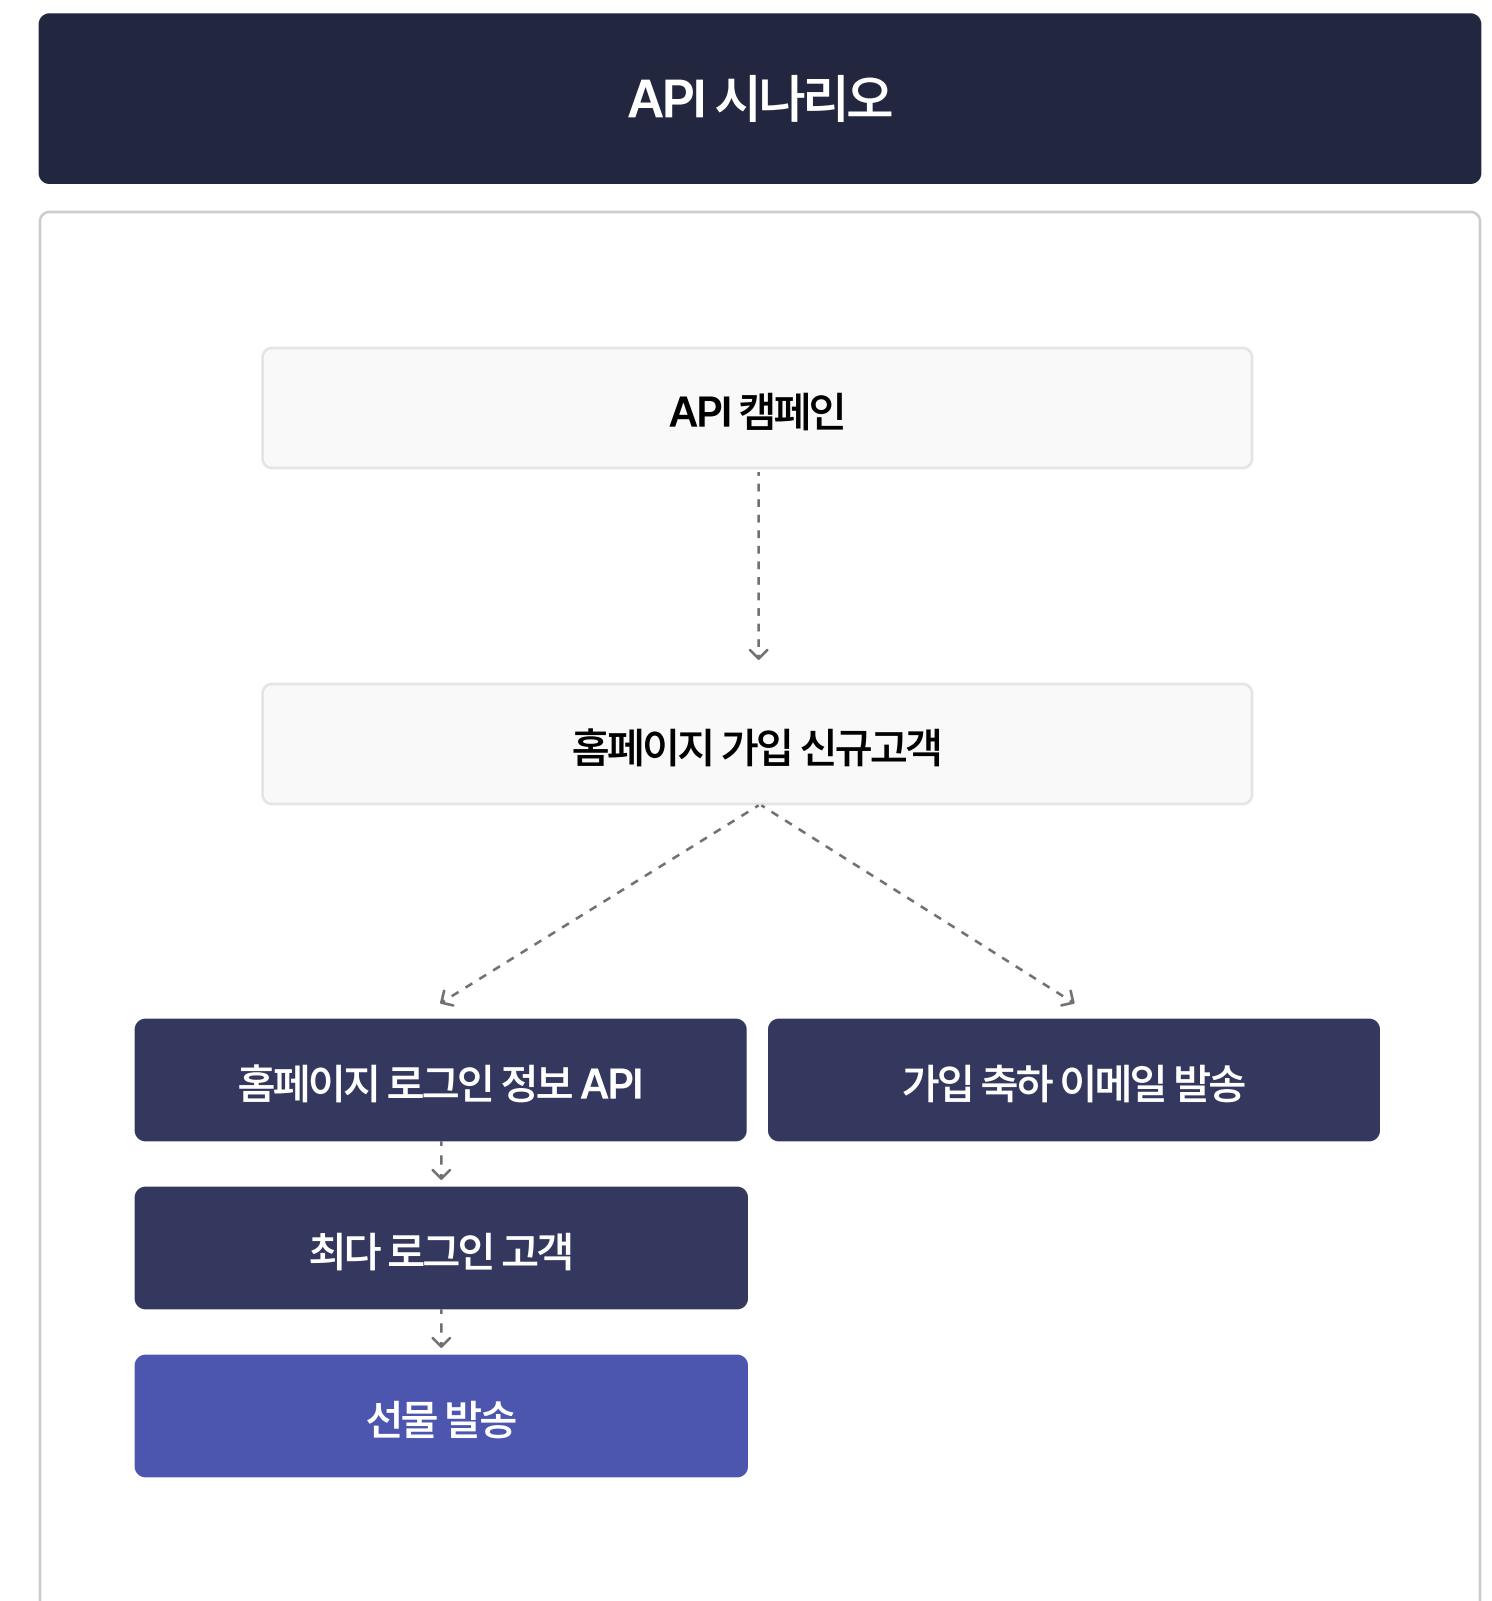 API 시나리오
API 캠페인
홈페이지 가입 신규고객
홈페이지 로그인 정보 API
가입 축하 이메일 발송
최다 로그인 고객
선물 발송